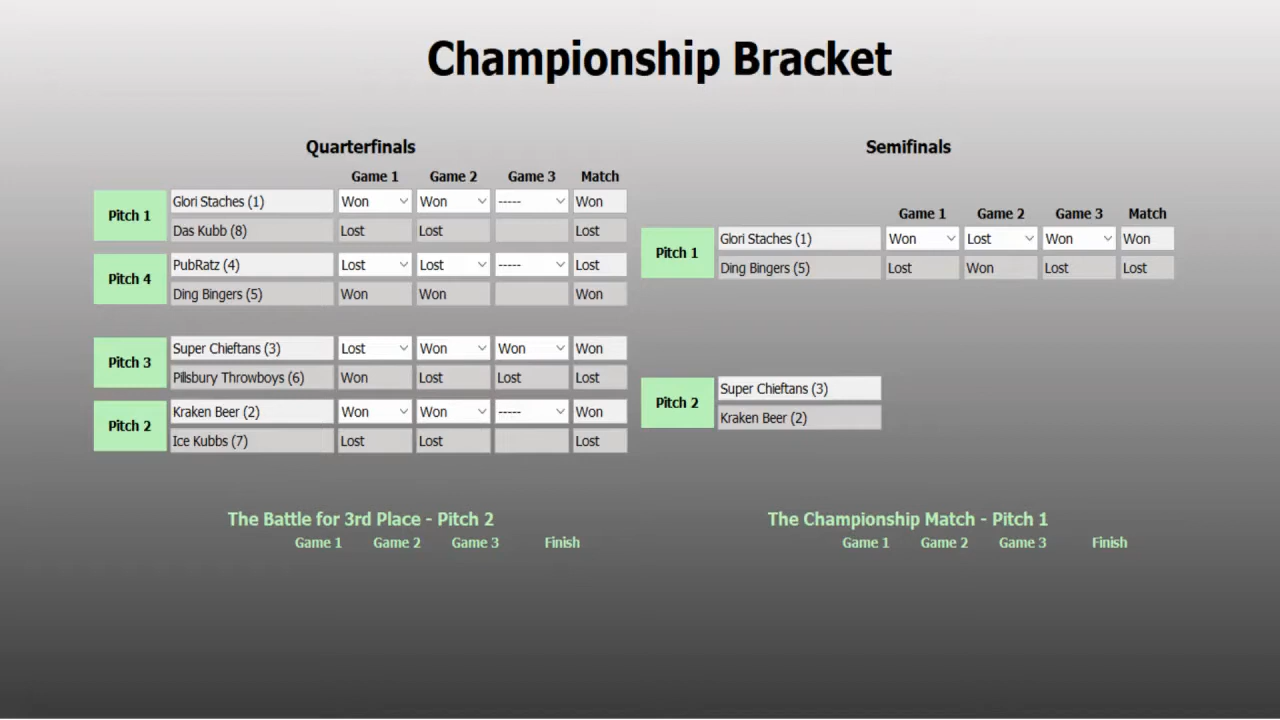 Championship Bracket
Quarterfinals
Game 1 Game 2 Game 3 Match
Pitch 1
Glori Staches (1) Won Won ----- Won
Das Kubb (8) Lost Lost Lost
Pitch 4
PubRatz (4) Lost Lost ----- Lost
Ding Bingers (5) Won Won Won
Pitch 3
Super Chieftans (3) Lost Won Won Won
Pillsbury Throwboys (6) Won Lost Lost Lost
Pitch 2
Kraken Beer (2) Won Won ----- Won
Ice Kubbs (7) Lost Lost Lost
Semifinals
Game 1 Game 2 Game 3 Match
Pitch 1
Glori Staches (1) Won Lost Won Won
Ding Bingers (5) Lost Won Lost Lost
Pitch 2
Super Chieftans (3)
Kraken Beer (2)
The Battle for 3rd Place - Pitch 2
Game 1 Game 2 Game 3 Finish
The Championship Match - Pitch 1
Game 1 Game 2 Game 3 Finish